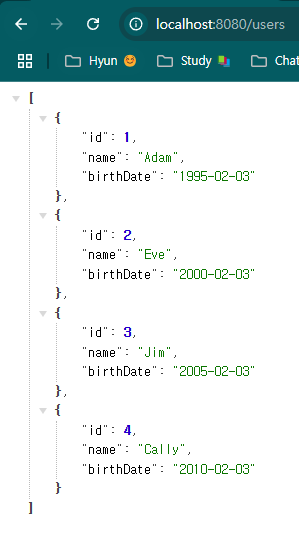 localhost:8080/users
Hyun
Study
Chat
[
{
"id": 1,
"name": "Adam",
"birthDate": "1995-02-03"
},
{
"id": 2,
"name": "Eve",
"birthDate": "2000-02-03"
},
{
"id": 3,
"name": "Jim",
"birthDate": "2005-02-03"
},
{
"id": 4,
"name": "Cally",
"birthDate": "2010-02-03"
}
]